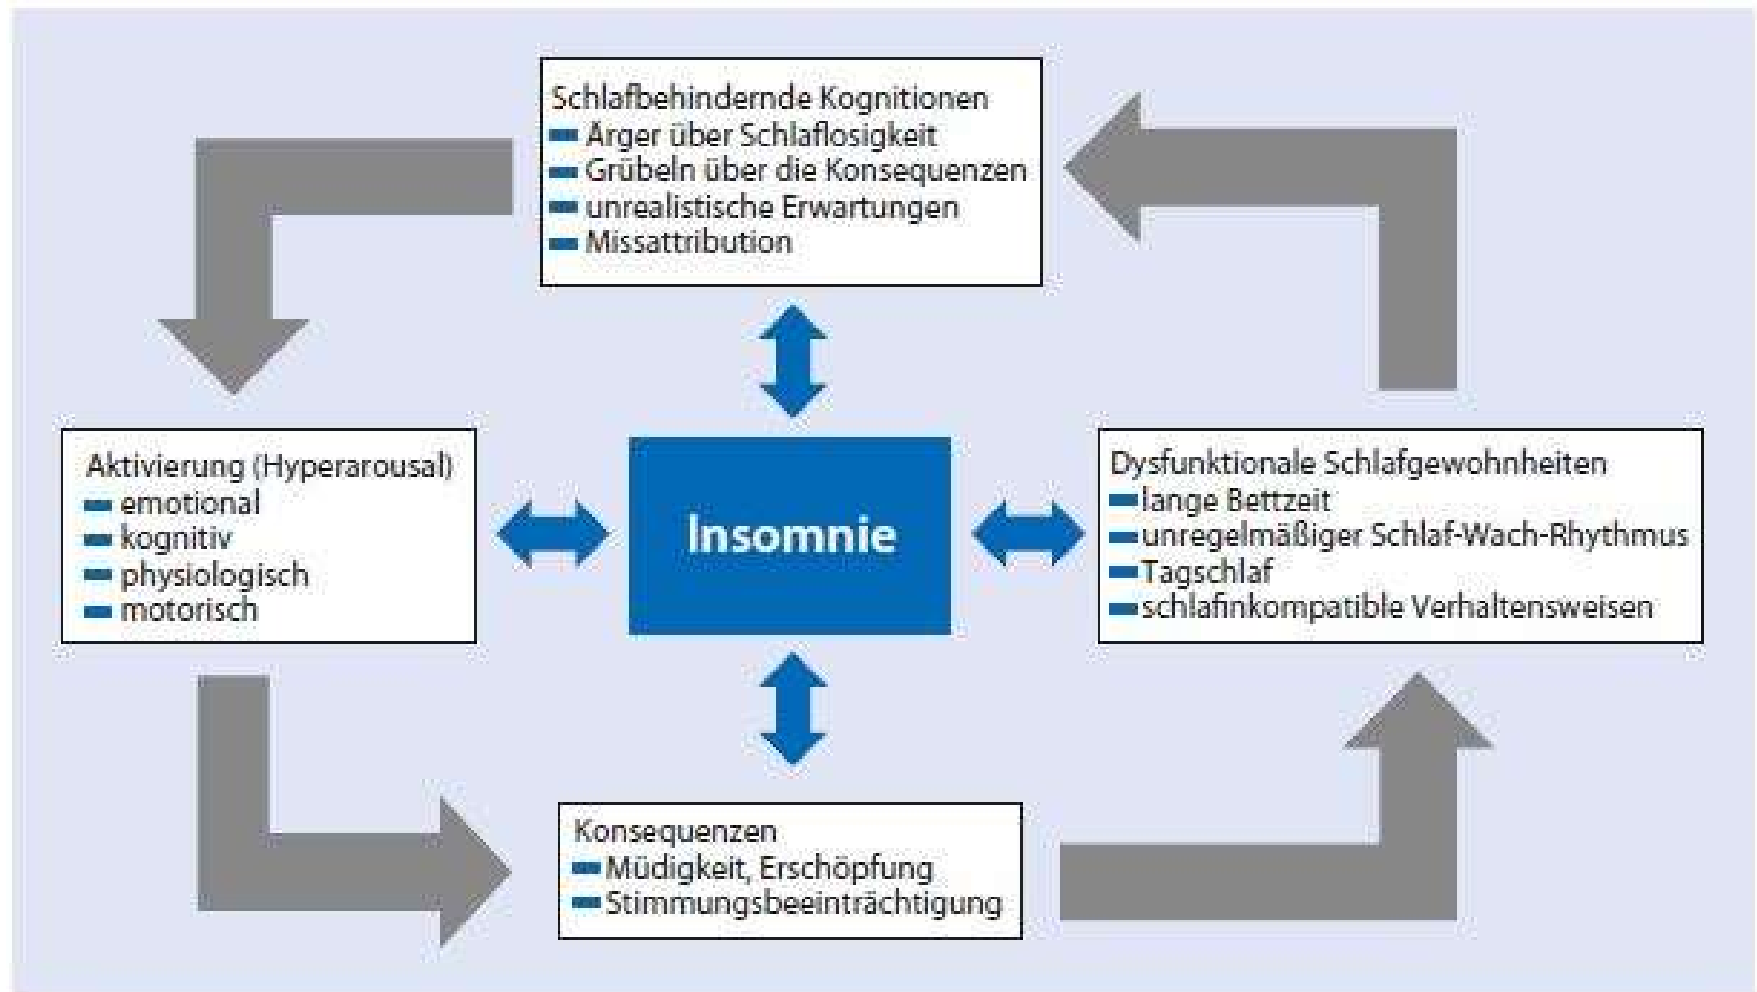 Schlafbehindernde Kognitionen
Ärger über Schlaflosigkeit
Grübeln über die Konsequenzen
unrealistische Erwartungen
Missattribution
Aktivierung (Hyperarousal)
emotional
kognitiv
physiologisch
motorisch
Insomnie
Dysfunktionale Schlafgewohnheiten
lange Bettzeit
unregelmäßiger Schlaf-Wach-Rhythmus
Tagschlaf
schlafinkompatible Verhaltensweisen
Konsequenzen
Müdigkeit, Erschöpfung
Stimmungsbeeinträchtigung